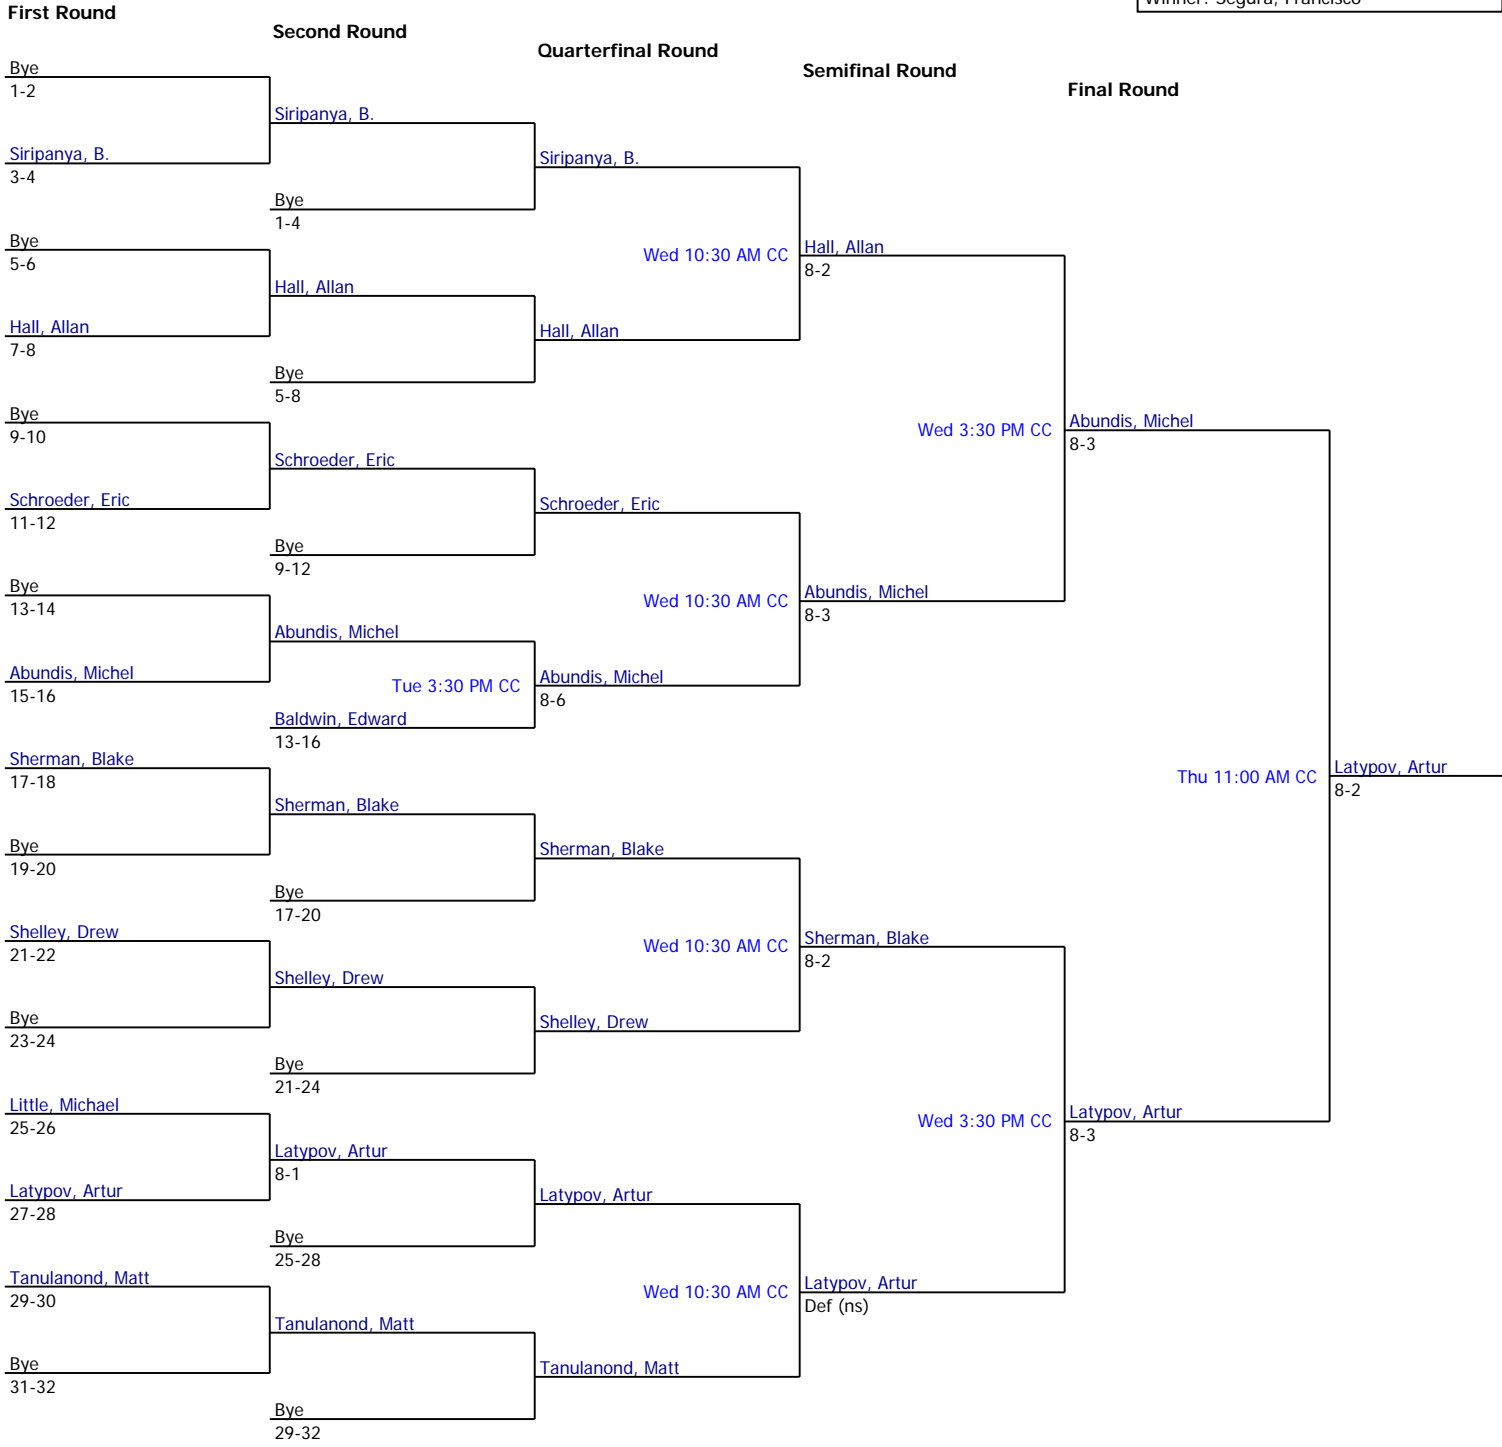 Winner: Segura, Francisco
First Round
Second Round
Quarterfinal Round
Semifinal Round
Final Round
Bye
1-2
Siripanya, B.
3-4
Bye
5-6
Hall, Allan
7-8
Bye
9-10
Schroeder, Eric
11-12
Bye
13-14
Abundis, Michel
15-16
Sherman, Blake
17-18
Bye
19-20
Shelley, Drew
21-22
Bye
23-24
Little, Michael
25-26
Latypov, Artur
27-28
Tanulanond, Matt
29-30
Bye
31-32
Siripanya, B.
Bye
1-4
Hall, Allan
Bye
5-8
Schroeder, Eric
Bye
9-12
Abundis, Michel
Tue 3:30 PM CC
Baldwin, Edward
13-16
Sherman, Blake
Bye
17-20
Shelley, Drew
Bye
21-24
Latypov, Artur
8-1
Bye
25-28
Tanulanond, Matt
Bye
29-32
Siripanya, B.
Wed 10:30 AM CC
Hall, Allan
Schroeder, Eric
Wed 10:30 AM CC
Abundis, Michel
8-6
Sherman, Blake
Wed 10:30 AM CC
Shelley, Drew
Latypov, Artur
Wed 10:30 AM CC
Tanulanond, Matt
Hall, Allan
8-2
Wed 3:30 PM CC
Abundis, Michel
8-3
Sherman, Blake
8-2
Wed 3:30 PM CC
Latypov, Artur
Def (ns)
Abundis, Michel
8-3
Thu 11:00 AM CC
Latypov, Artur
8-3
Latypov, Artur
8-2